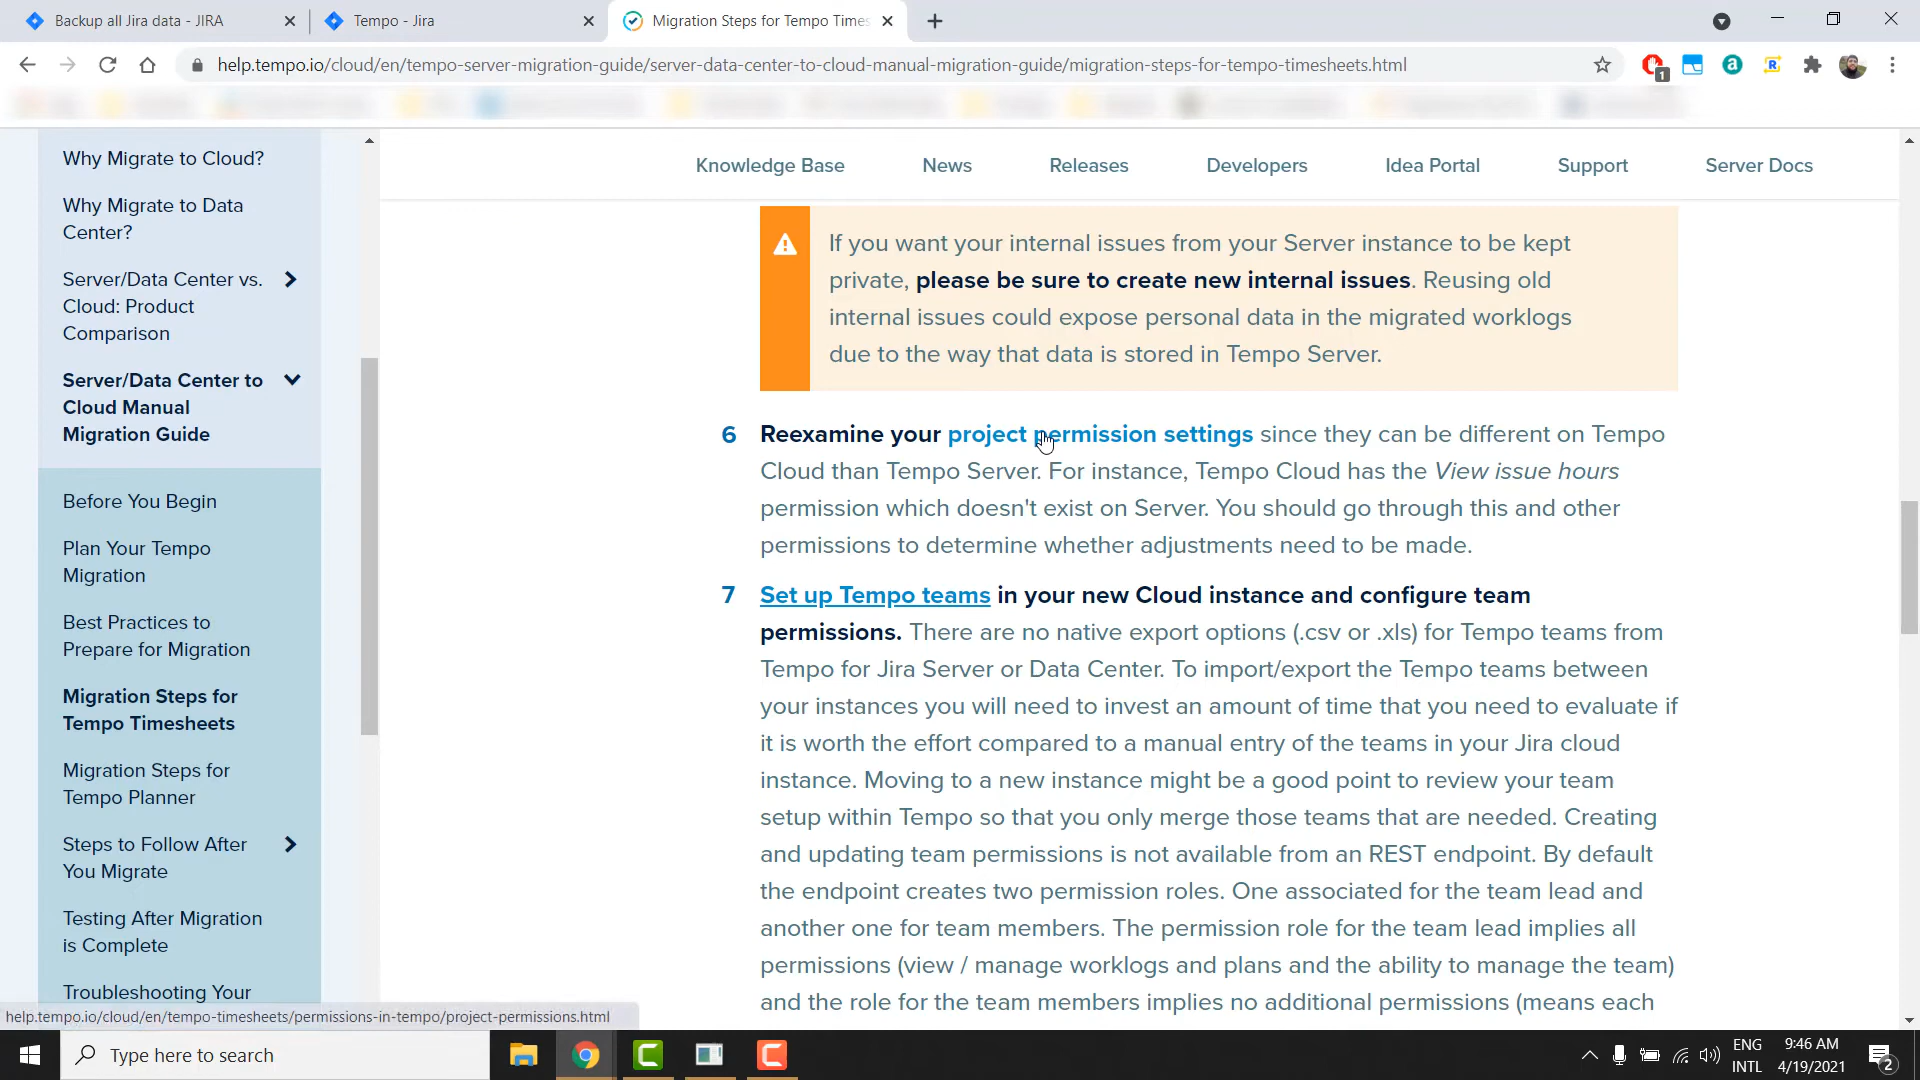 Backup all Jira data - JIRA
Tempo - Jira
Migration Steps for Tempo Times
help.tempo.io/cloud/en/tempo-server-migration-guide/server-data-center-to-cloud-manual-migration-guide/migration-steps-for-tempo-timesheets.html
1
Knowledge Base
News
Releases
Developers
Idea Portal
Support
Server Docs
Why Migrate to Cloud?
Why Migrate to Data
Center?
Server/Data Center vs.
Cloud: Product
Comparison
Server/Data Center to
Cloud Manual
Migration Guide
Before You Begin
Plan Your Tempo
Migration
Best Practices to
Prepare for Migration
Migration Steps for
Tempo Timesheets
Migration Steps for
Tempo Planner
Steps to Follow After
You Migrate
Testing After Migration
is Complete
Troubleshooting Your
If you want your internal issues from your Server instance to be kept
private, please be sure to create new internal issues. Reusing old
internal issues could expose personal data in the migrated worklogs
due to the way that data is stored in Tempo Server.
6 Reexamine your project permission settings since they can be different on Tempo
Cloud than Tempo Server. For instance, Tempo Cloud has the View issue hours
permission which doesn't exist on Server. You should go through this and other
permissions to determine whether adjustments need to be made.
7 Set up Tempo teams in your new Cloud instance and configure team
permissions. There are no native export options (.csv or .xls) for Tempo teams from
Tempo for Jira Server or Data Center. To import/export the Tempo teams between
your instances you will need to invest an amount of time that you need to evaluate if
it is worth the effort compared to a manual entry of the teams in your Jira cloud
instance. Moving to a new instance might be a good point to review your team
setup within Tempo so that you only merge those teams that are needed. Creating
and updating team permissions is not available from an REST endpoint. By default
the endpoint creates two permission roles. One associated for the team lead and
another one for team members. The permission role for the team lead implies all
permissions (view / manage worklogs and plans and the ability to manage the team)
and the role for the team members implies no additional permissions (means each
help.tempo.io/cloud/en/tempo-timesheets/permissions-in-tempo/project-permissions.html
Type here to search
ENG
INTL
9:46 AM
4/19/2021
2